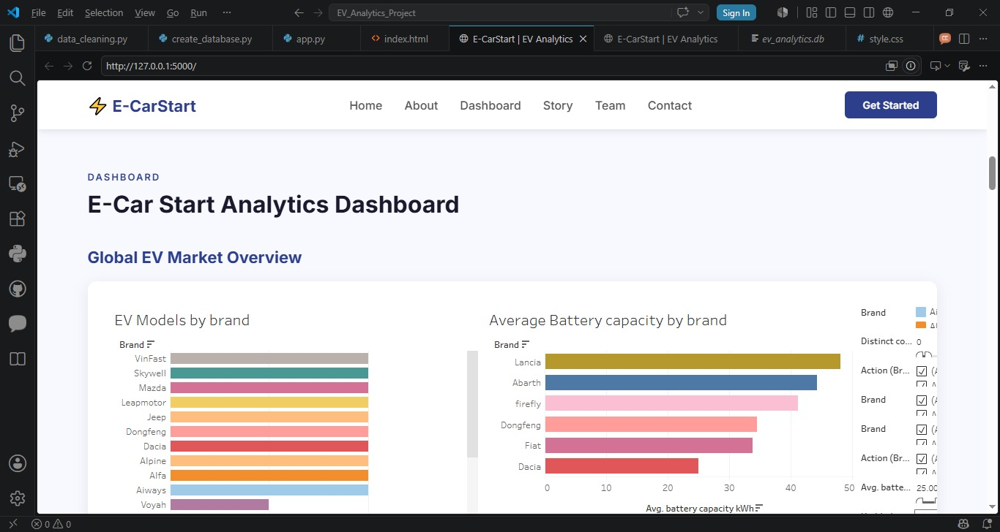 File Edit Selection View Go Run ··· EV_Analytics_Project Sign In
data_cleaning.py create_database.py app.py index.html E-CarStart | EV Analytics E-CarStart | EV Analytics ev_analytics.db style.css
http://127.0.0.1:5000/
E-CarStart Home About Dashboard Story Team Contact Get Started
DASHBOARD
E-Car Start Analytics Dashboard
Global EV Market Overview
EV Models by brand
Brand
VinFast
Skywell
Mazda
Leapmotor
Jeep
Dongfeng
Dacia
Alpine
Alfa
Aiways
Voyah
Average Battery capacity by brand
Brand
Lancia
Abarth
firefly
Dongfeng
Fiat
Dacia
0 10 20 30 40 50
Avg. battery capacity kWh
Brand
Distinct co... 0
Action (Br...
Brand
Brand
Action (Br...
Avg. batte... 25.00
0 0